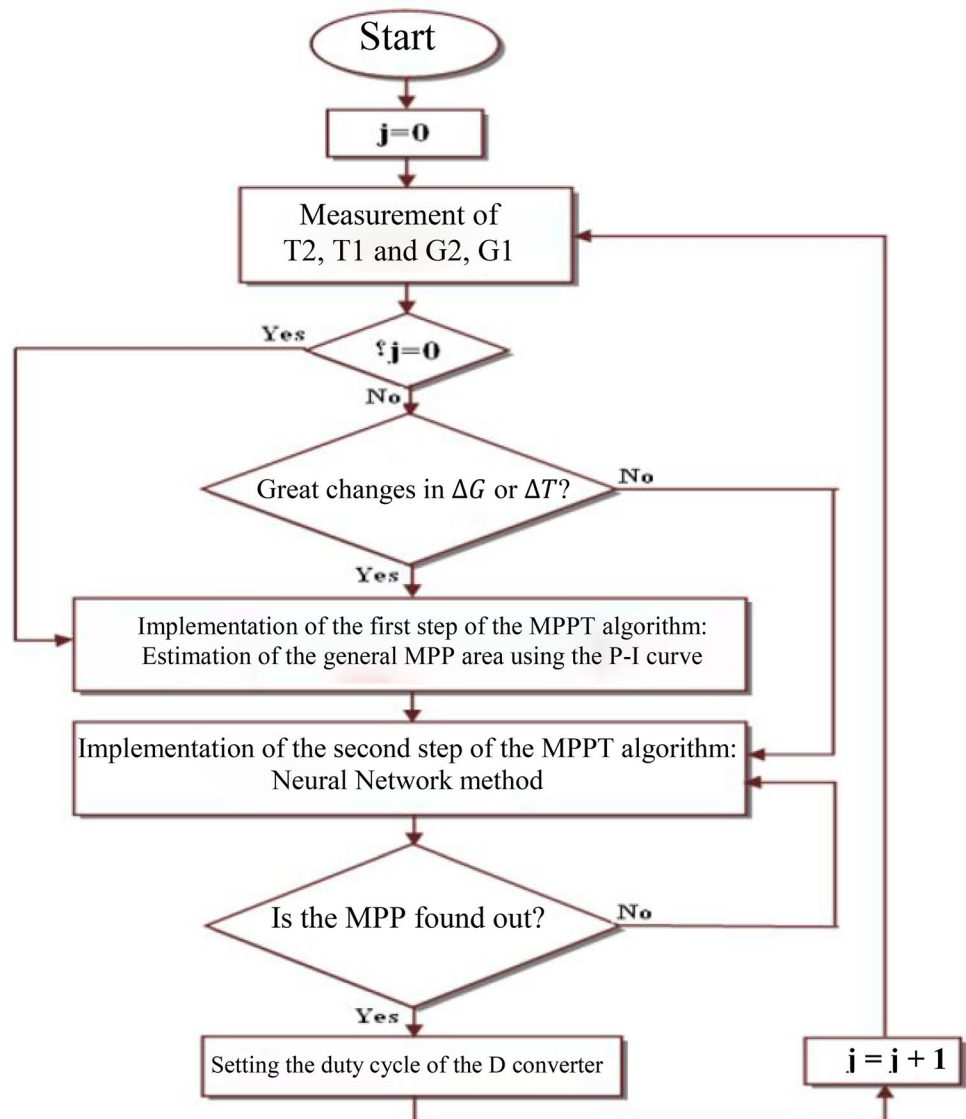 Start
j=0
Measurement of
T2, T1 and G2, G1
Yes
؟j=0
No
Great changes in ΔG or ΔT?
No
Yes
Implementation of the first step of the MPPT algorithm:
Estimation of the general MPP area using the P-I curve
Implementation of the second step of the MPPT algorithm:
Neural Network method
Is the MPP found out?
No
Yes
Setting the duty cycle of the D converter
j = j + 1